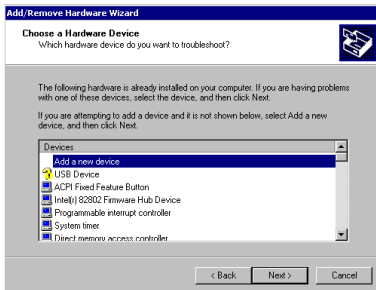 Add/Remove Hardware Wizard
Choose a Hardware Device
Which hardware device do you want to troubleshoot?
The following hardware is already installed on your computer. If you are having problems
with one of these devices, select the device, and then click Next.
If you are attempting to add a device and it is not shown below, select Add a new
device, and then click Next.
Devices
Add a new device
USB Device
ACPI Fixed Feature Button
Intel(r) 82802 Firmware Hub Device
Programmable interrupt controller
System timer
Direct memory access controller
< Back
Next >
Cancel